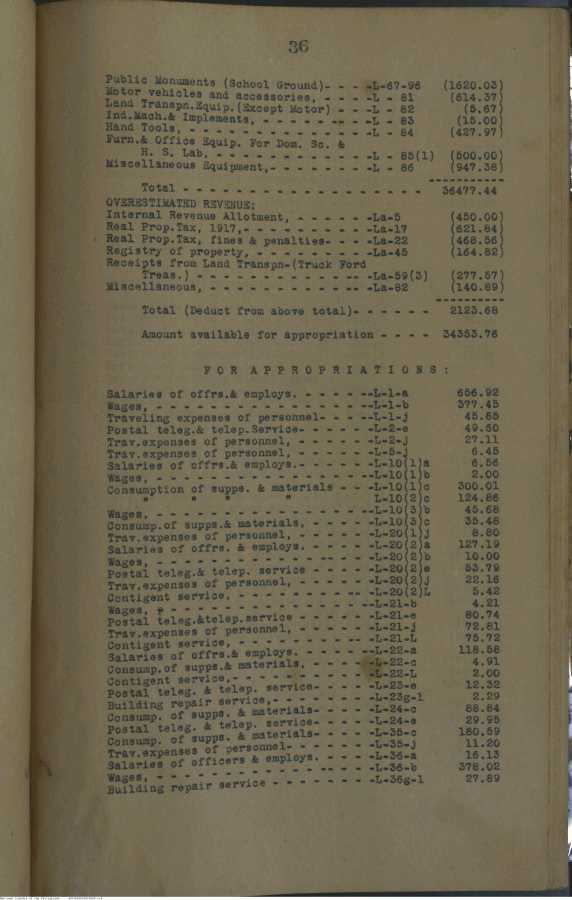 36
Public Monuments (School Ground)- - - -L-67-96 (1620.03)
Motor vehicles and accessories, - - - -L - 81 (614.37)
Land Transpn.Equip.(Except Motor) - - -L - 82 (5.67)
Ind.Mach.& Implements, - - - - - - - - -L - 83 (15.00)
Hand Tools, - - - - - - - - - - - - - -L - 84 (427.97)
Furn.& Office Equip. For Dom. Sc. &
H. S. Lab. - - - - - - - - - - - -L - 85(1) (500.00)
Miscellaneous Equipment,- - - - - - - -L - 86 (947.38)
Total - - - - - - - - - - - - - - - - - 36477.44
OVERESTIMATED REVENUE:
Internal Revenue Allotment, - - - - - -La-5 (450.00)
Real Prop.Tax, 1917,- - - - - - - - - -La-17 (621.84)
Real Prop.Tax, fines & penalties- - - -La-22 (468.56)
Registry of property, - - - - - - - - -La-45 (164.82)
Receipts from Land Transpn-(Truck Ford
Treas.) - - - - - - - - - - - - -La-59(3) (277.57)
Miscellaneous, - - - - - - - - - - - -La-82 (140.89)
Total (Deduct from above total)- - - - - - 2123.68
Amount available for appropriation - - - - 34353.76
F O R A P P R O P R I A T I O N S :
Salaries of offrs.& employs. - - - - - --L-1-a 656.92
Wages, - - - - - - - - - - - - - - - - --L-1-b 377.45
Traveling expenses of personnel- - - - --L-1-j 45.65
Postal teleg.& telep.Service- - - - - - -L-2-e 49.50
Trav.expenses of personnel, - - - - - - -L-2-j 27.11
Trav.expenses of personnel, - - - - - - -L-5-j 6.45
Salaries of offrs.& employs.- - - - - - -L-10(1)a 6.56
Wages, - - - - - - - - - - - - - - - - --L-10(1)b 2.00
Consumption of supps. & materials - - - -L-10(1)c 300.01
" " " " L-10(2)c 124.86
Wages, - - - - - - - - - - - - - - - - --L-10(3)b 45.68
Consump.of supps.& materials, - - - - - -L-10(3)c 35.48
Trav.expenses of personnel, - - - - - - -L-20(1)j 8.80
Salaries of offrs. & employs. - - - - - -L-20(2)a 127.19
Wages, - - - - - - - - - - - - - - - - --L-20(2)b 10.00
Postal teleg.& telep. service - - - - - -L-20(2)e 53.79
Trav.expenses of personnel, - - - - - - -L-20(2)j 22.16
Contigent service, - - - - - - - - - - --L-20(2)L 5.42
Wages, - - - - - - - - - - - - - - - - -L-21-b 4.21
Postal teleg.&telep.service - - - - - - -L-21-e 80.74
Trav.expenses of personnel, - - - - - - -L-21-j 72.81
Contigent service, - - - - - - - - - - --L-21-L 75.72
Salaries of offrs.& employs. - - - - - --L-22-a 118.58
Consump.of supps.& materials, - - - - - -L-22-c 4.91
Contigent service,- - - - - - - - - - - -L-22-L 2.00
Postal teleg. & telep. service- - - - - -L-23-e 12.32
Building repair service,- - - - - - - - -L-23g-1 2.29
Consump. of supps. & materials- - - - - -L-24-c 88.84
Postal teleg. & telep. service- - - - - -L-24-e 29.95
Consump. of supps. & materials- - - - - -L-35-c 180.59
Trav.expenses of personnel- - - - - - - -L-35-j 11.20
Salaries of officers & employs. - - - - -L-36-a 16.13
Wages, - - - - - - - - - - - - - - - - --L-36-b 378.02
Building repair service - - - - - - - - -L-36g-1 27.89